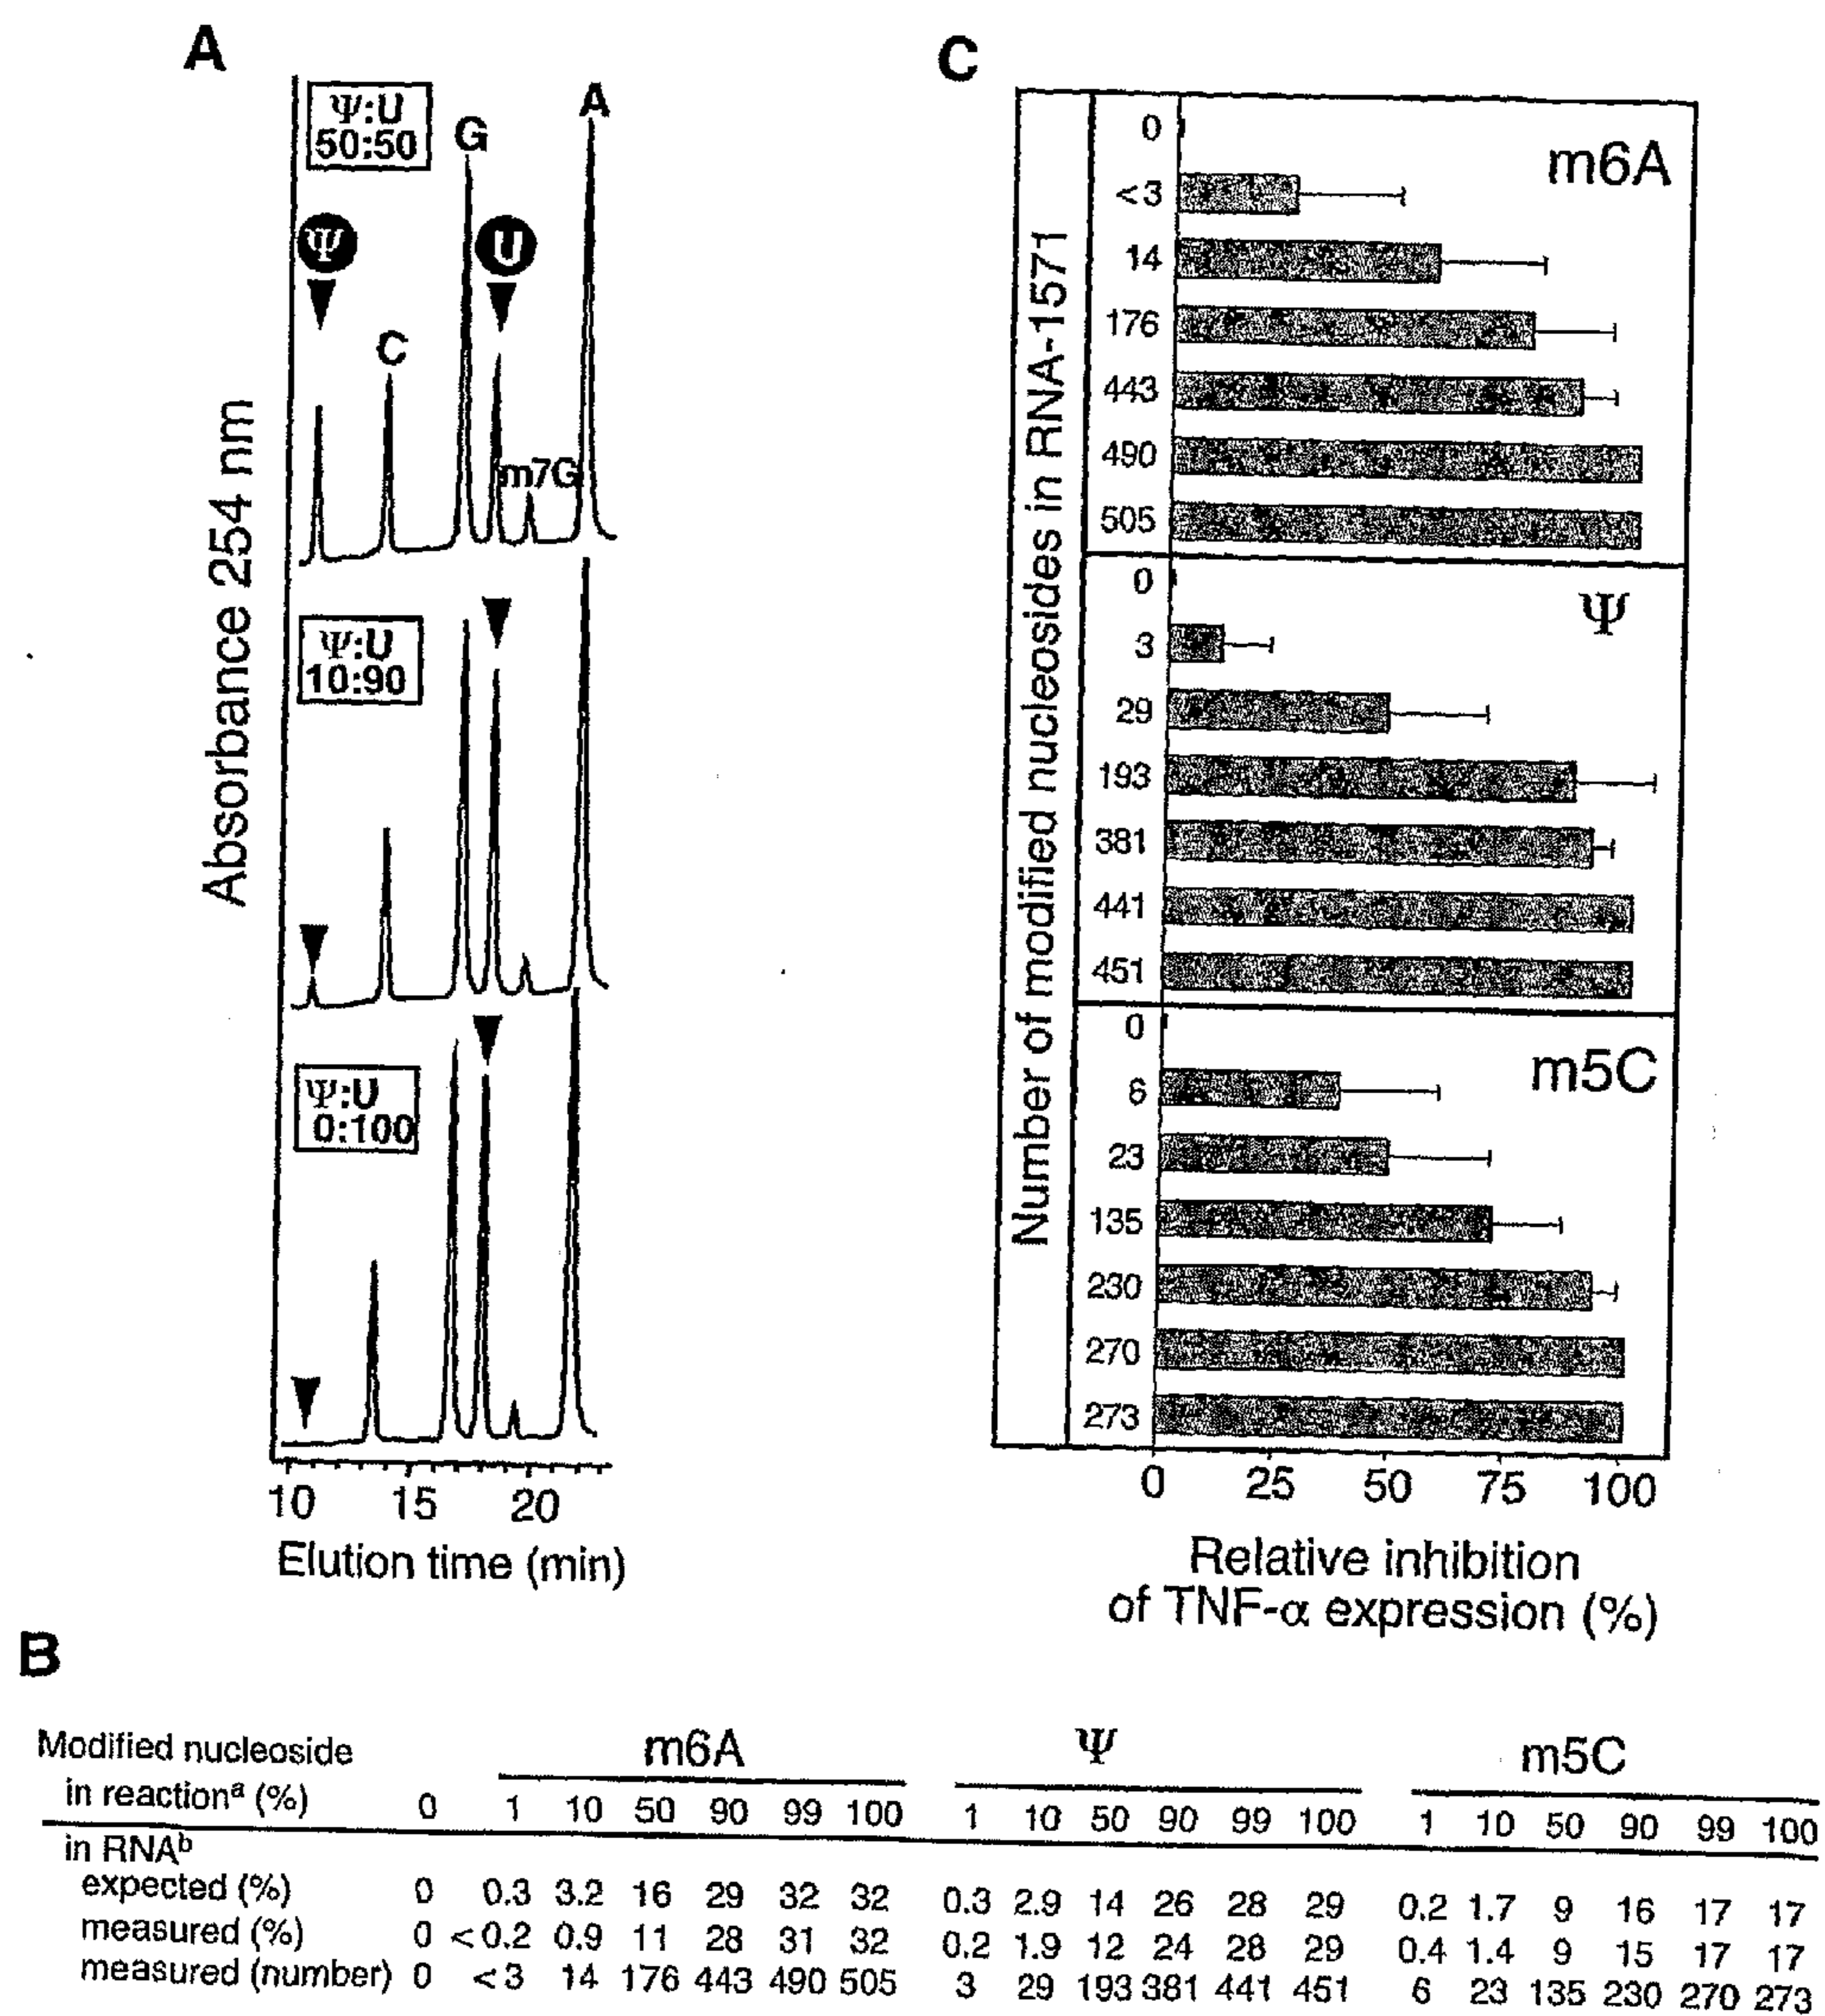 A
Ψ:U
50:50
Ψ
C
G
U
m7G
A
Ψ:U
10:90
Ψ:U
0:100
Absorbance 254 nm
10 15 20
Elution time (min)
C
Number of modified nucleosides in RNA-1571
m6A
0
<3
14
176
443
490
505
Ψ
0
3
29
193
381
441
451
m5C
0
6
23
135
230
270
273
0 25 50 75 100
Relative inhibition
of TNF-α expression (%)
B
Modified nucleoside m6A Ψ m5C
in reactionª (%) 0 1 10 50 90 99 100 1 10 50 90 99 100 1 10 50 90 99 100
in RNAᵇ
expected (%) 0 0.3 3.2 16 29 32 32 0.3 2.9 14 26 28 29 0.2 1.7 9 16 17 17
measured (%) 0 <0.2 0.9 11 28 31 32 0.2 1.9 12 24 28 29 0.4 1.4 9 15 17 17
measured (number) 0 <3 14 176 443 490 505 3 29 193 381 441 451 6 23 135 230 270 273